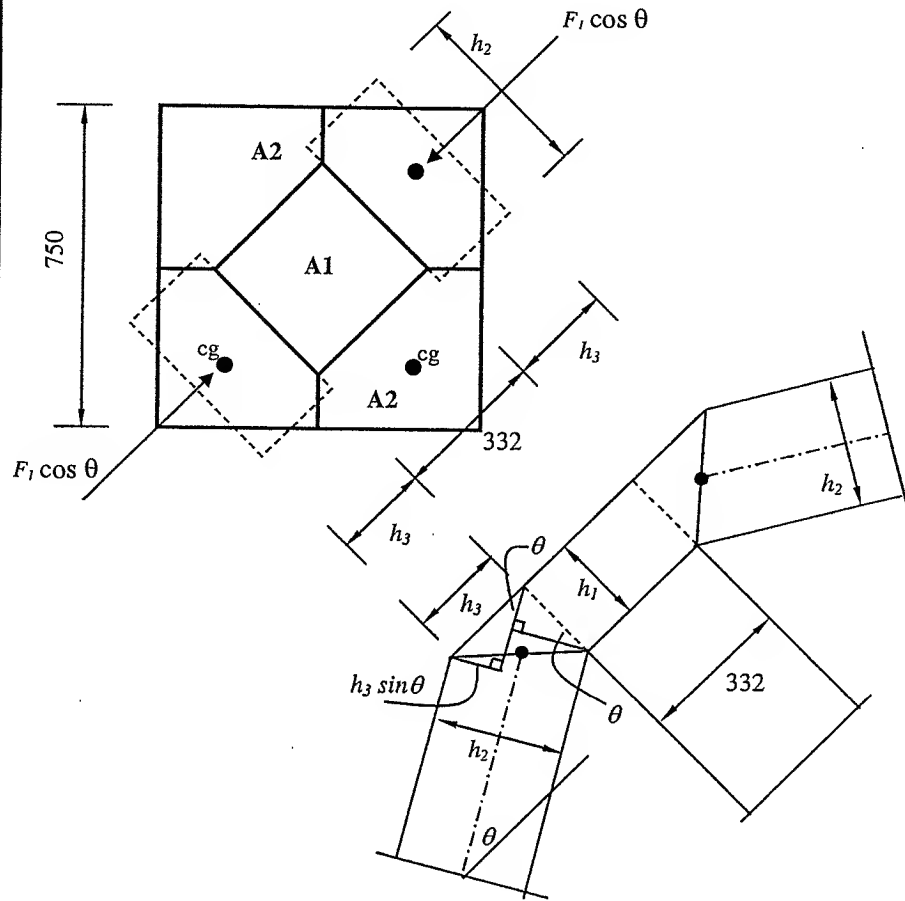 F₁ cos θ
h₂
A2
750
A1
h₃
cg
cg
A2
332
F₁ cos θ
h₃
h₂
θ
h₁
h₃
332
h₃ sinθ
θ
h₂
θ